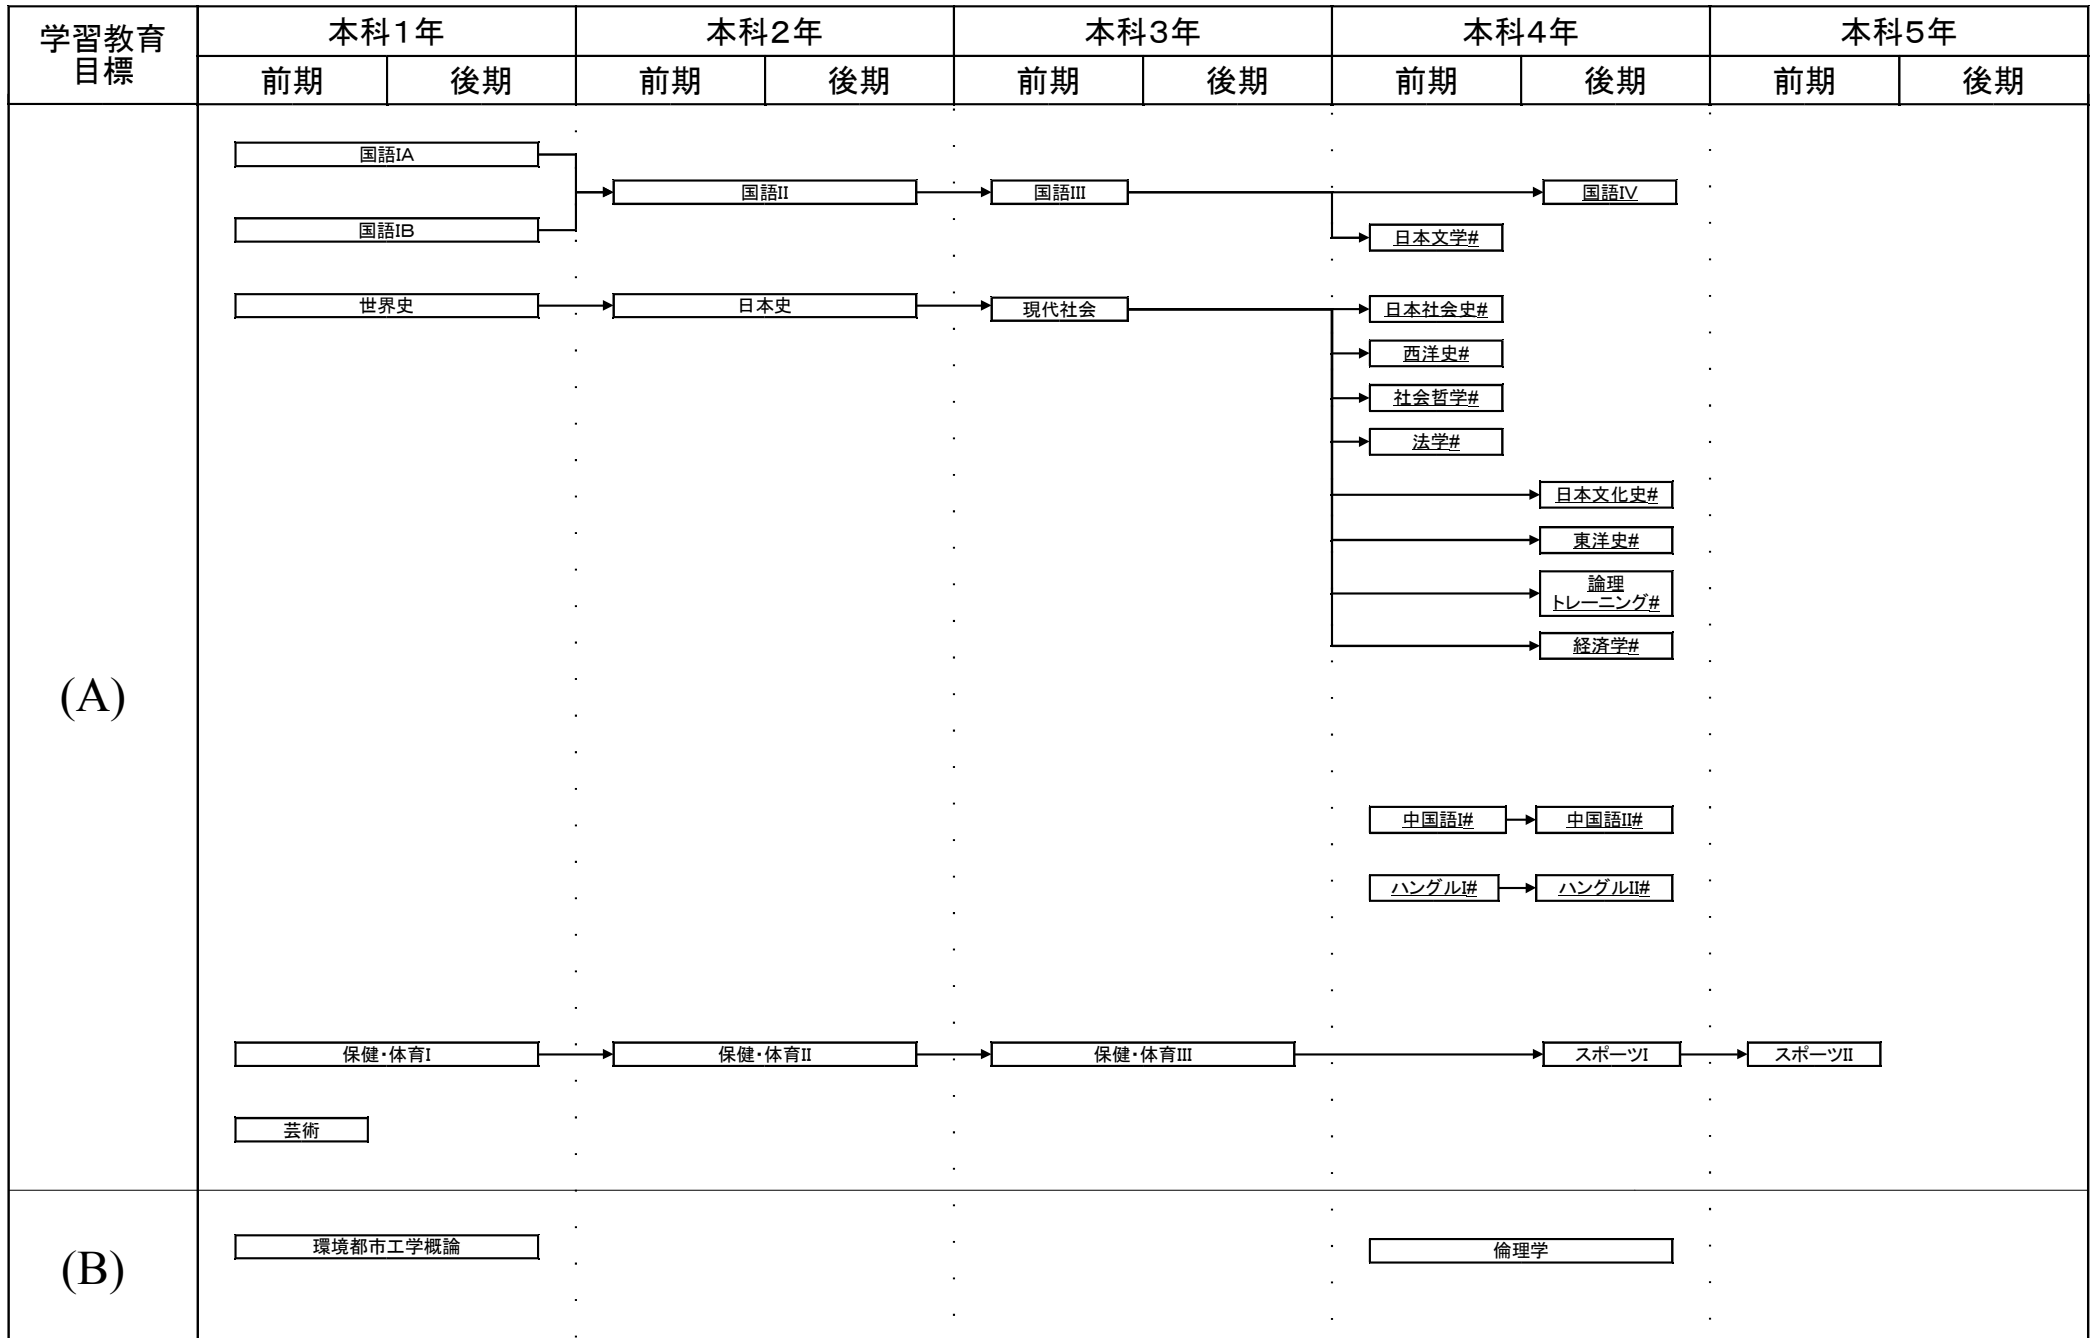 学習教育
目標
本科1年
本科2年
本科3年
本科4年
本科5年
前期
後期
前期
後期
前期
後期
前期
後期
前期
後期
(A)
国語IA
国語IB
国語II
国語III
国語IV
日本文学#
世界史
日本史
現代社会
日本社会史#
西洋史#
社会哲学#
法学#
日本文化史#
東洋史#
論理
トレーニング#
経済学#
中国語I#
中国語II#
ハングルI#
ハングルII#
保健・体育I
保健・体育II
保健・体育III
スポーツI
スポーツII
芸術
(B)
環境都市工学概論
倫理学